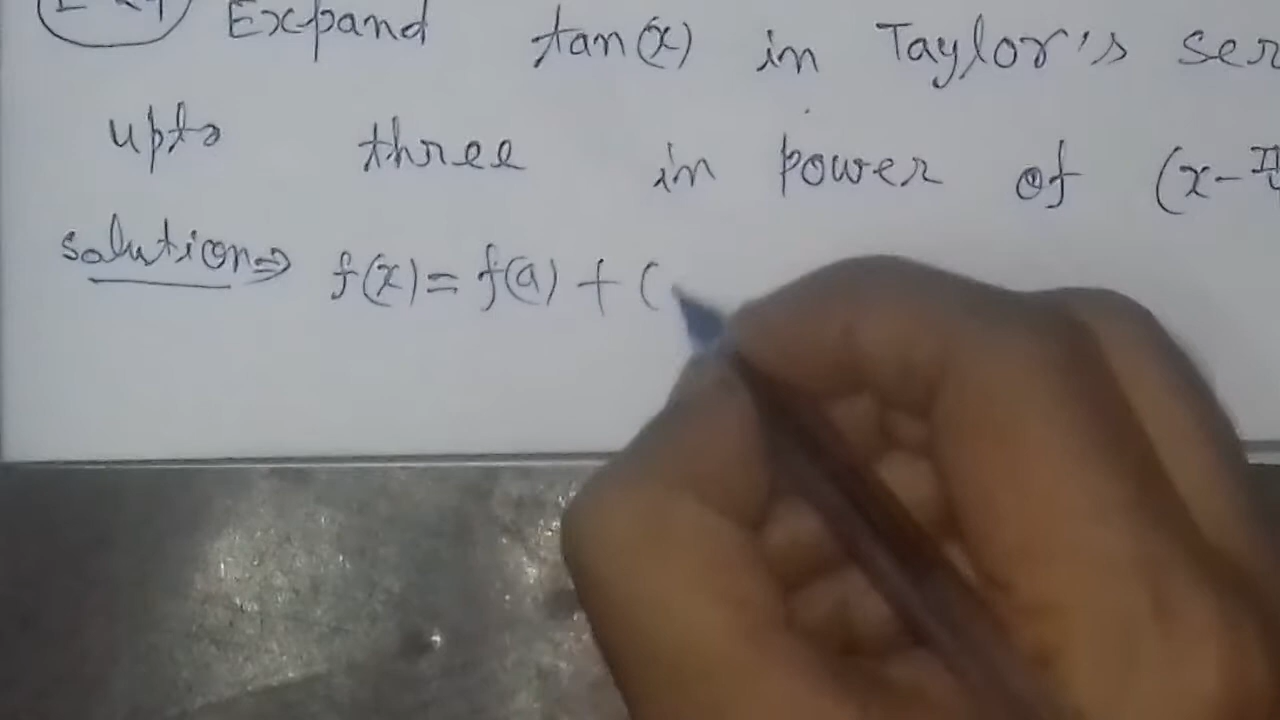 Expand tan(x) in Taylor's ser
upto three in power of (x-π
solution⇒ f(x) = f(a) + (